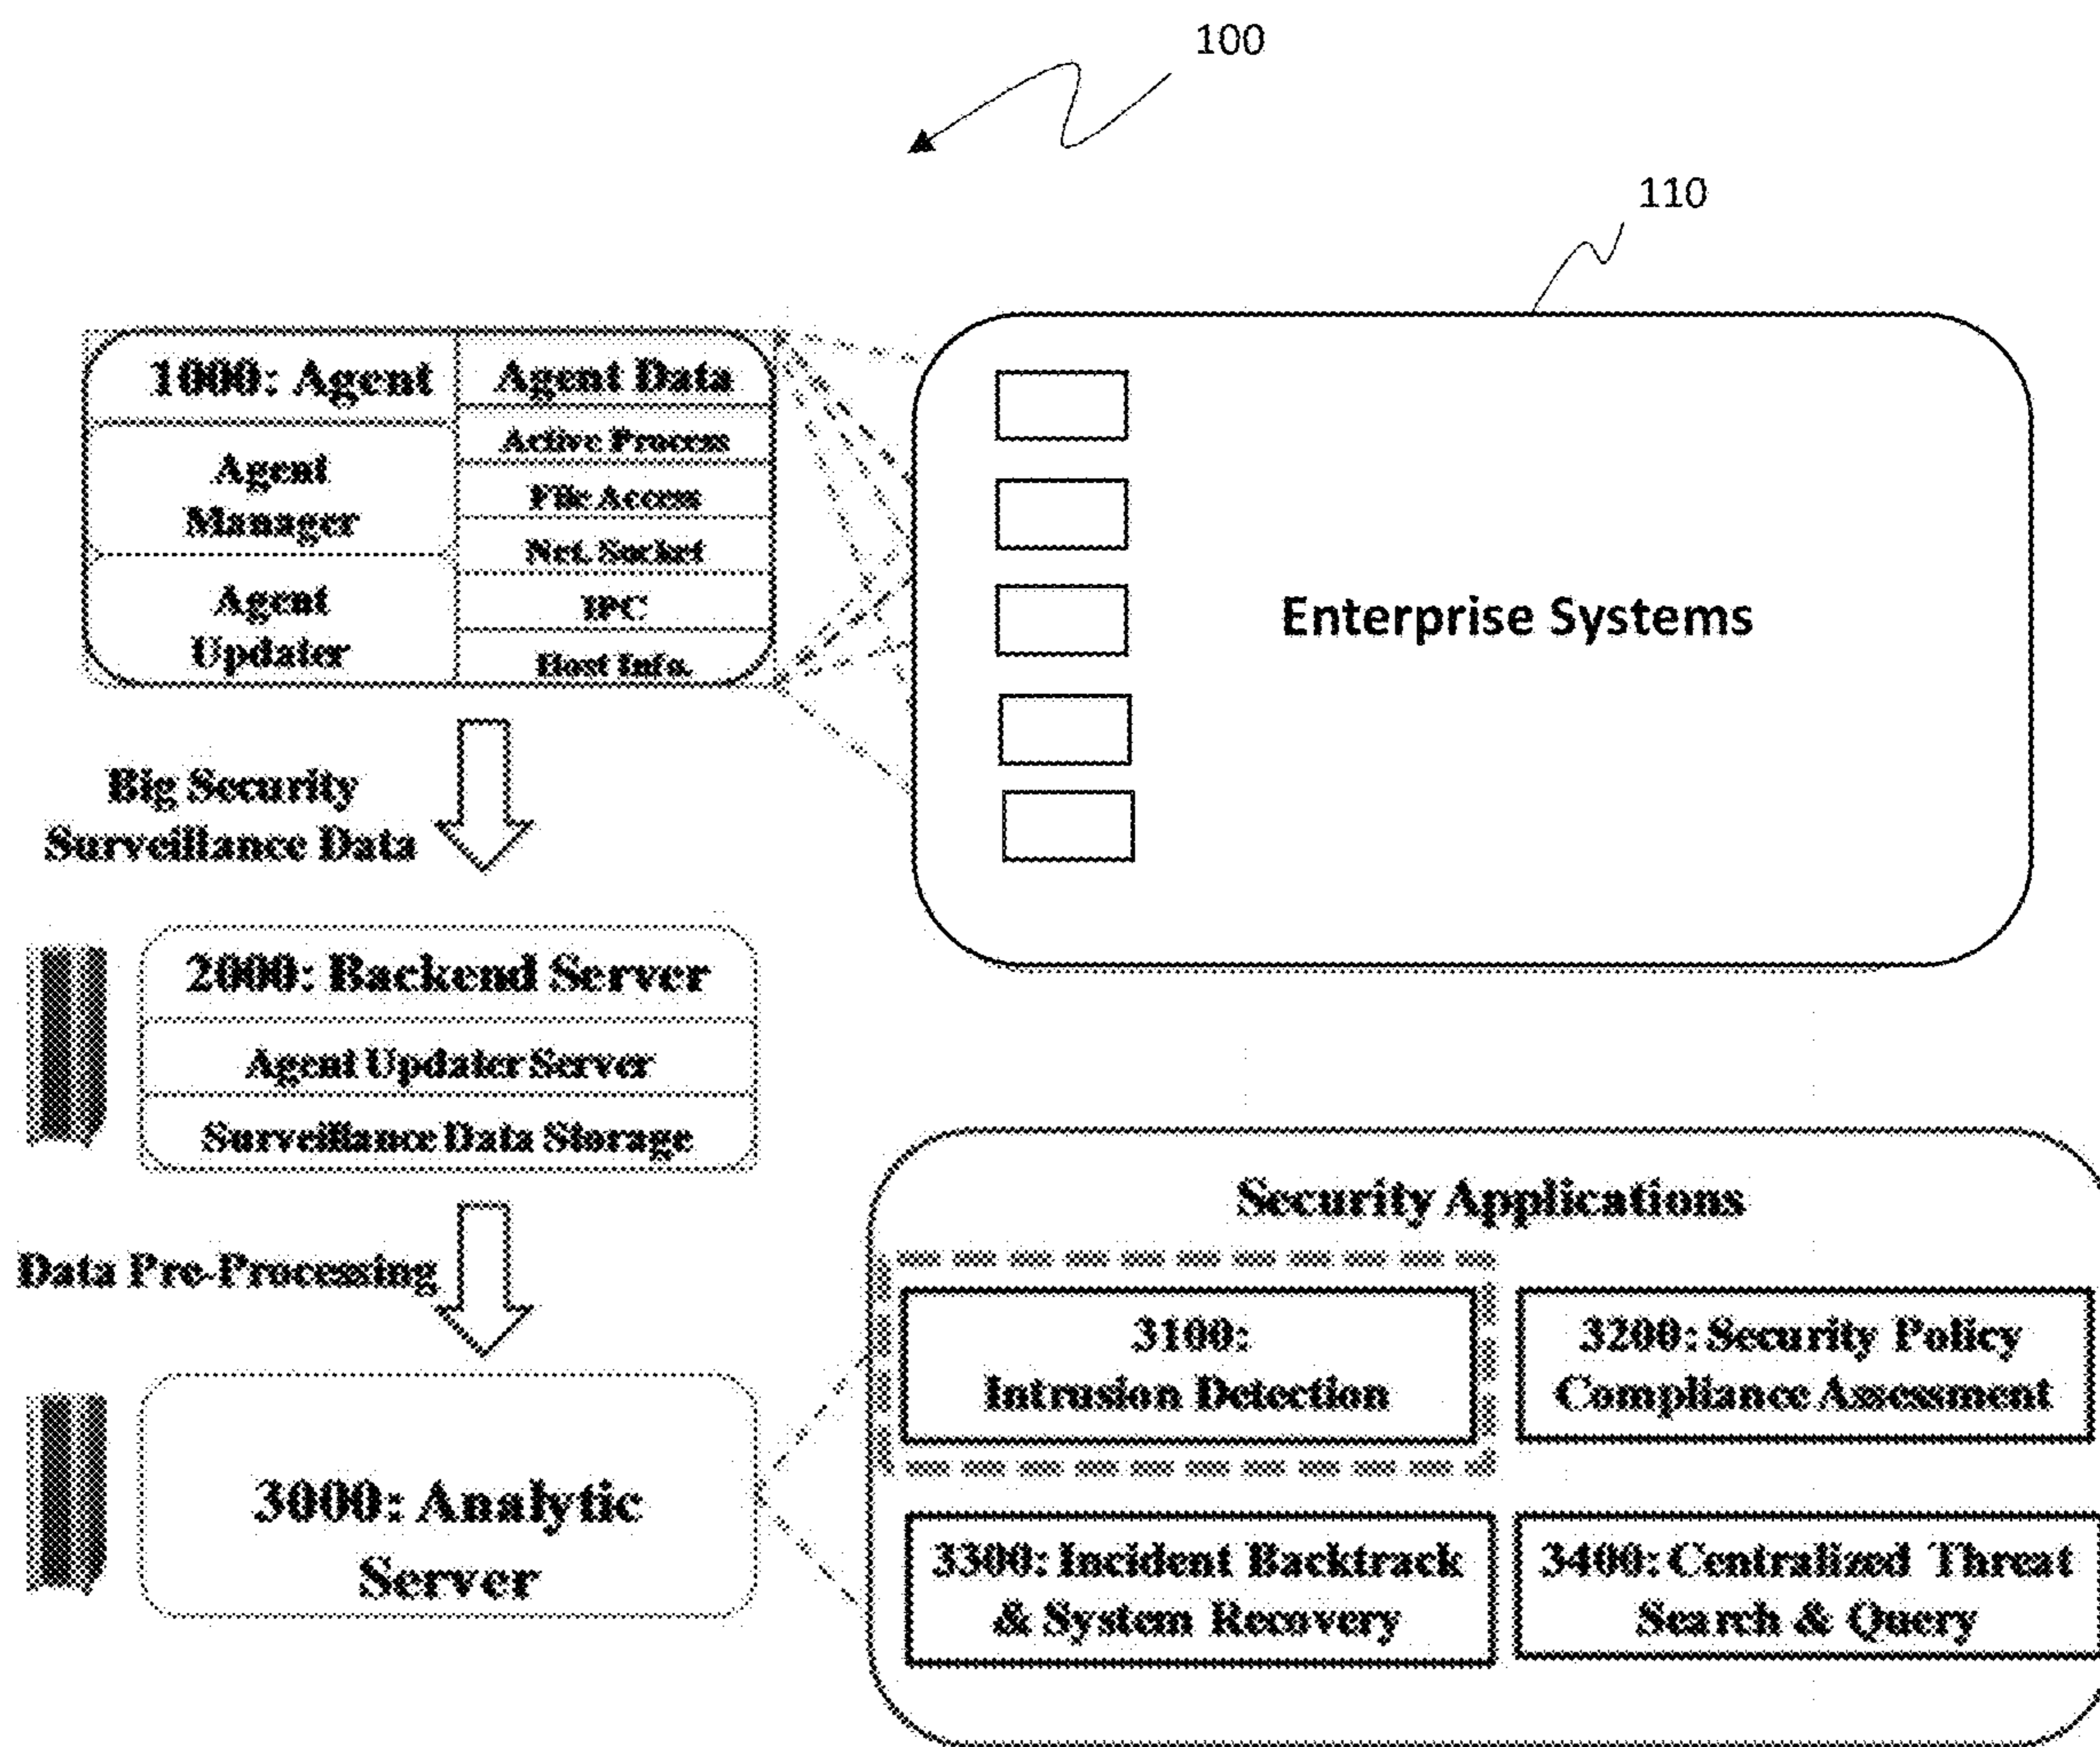 100
110
1000: Agent
Agent Data
Agent
Manager
Agent
Updater
Active Process
File Access
Net. Socket
IPC
Host Info.
Enterprise Systems
Big Security
Surveillance Data
2000: Backend Server
Agent Updater Server
Surveillance Data Storage
Data Pre-Processing
3000: Analytic
Server
Security Applications
3100:
Intrusion Detection
3200: Security Policy
Compliance Assessment
3300: Incident Backtrack
& System Recovery
3400: Centralized Threat
Search & Query